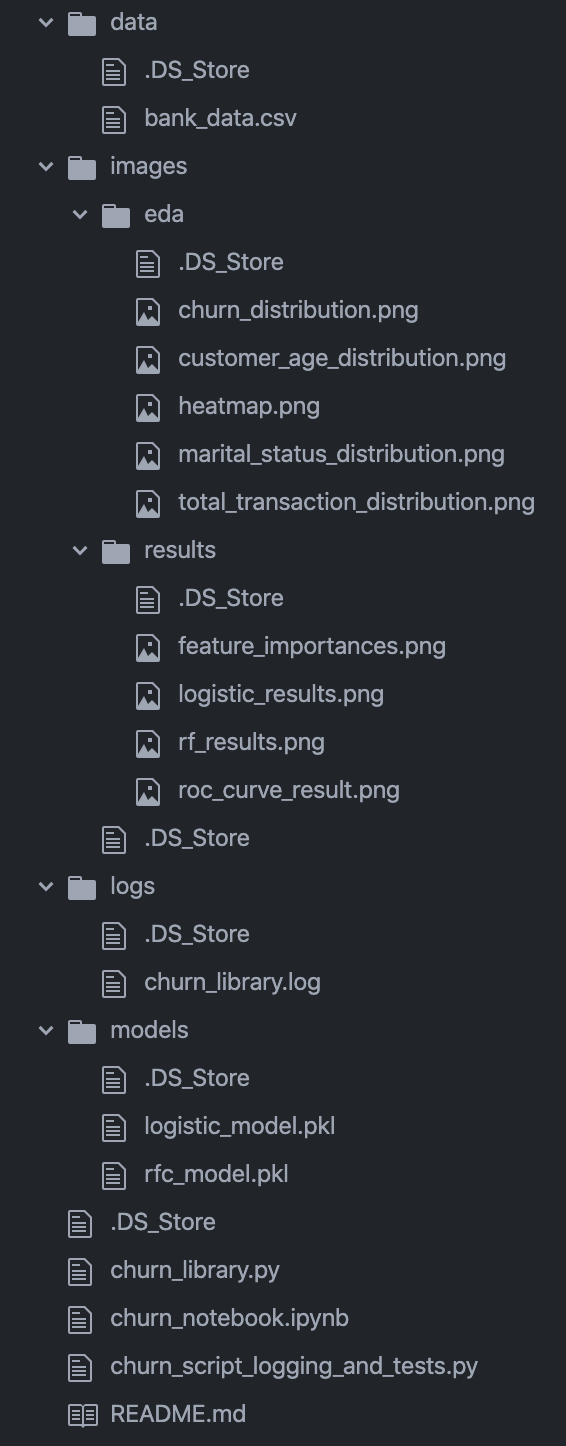 data
.DS_Store
bank_data.csv
images
eda
.DS_Store
churn_distribution.png
customer_age_distribution.png
heatmap.png
marital_status_distribution.png
total_transaction_distribution.png
results
.DS_Store
feature_importances.png
logistic_results.png
rf_results.png
roc_curve_result.png
.DS_Store
logs
.DS_Store
churn_library.log
models
.DS_Store
logistic_model.pkl
rfc_model.pkl
.DS_Store
churn_library.py
churn_notebook.ipynb
churn_script_logging_and_tests.py
README.md